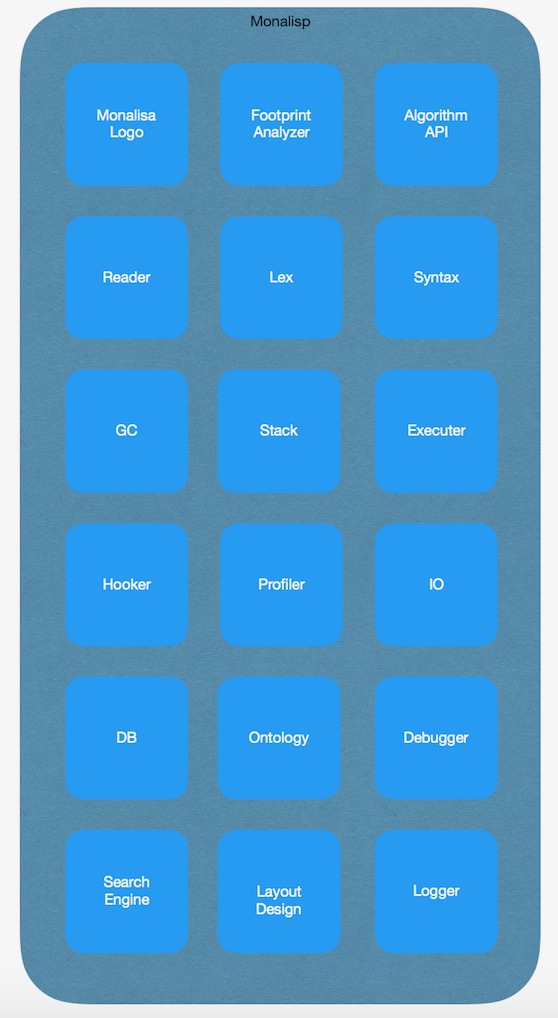 Monalisp
Monalisa
Logo
Footprint
Analyzer
Algorithm
API
Reader
Lex
Syntax
GC
Stack
Executer
Hooker
Profiler
IO
DB
Ontology
Debugger
Search
Engine
Layout
Design
Logger